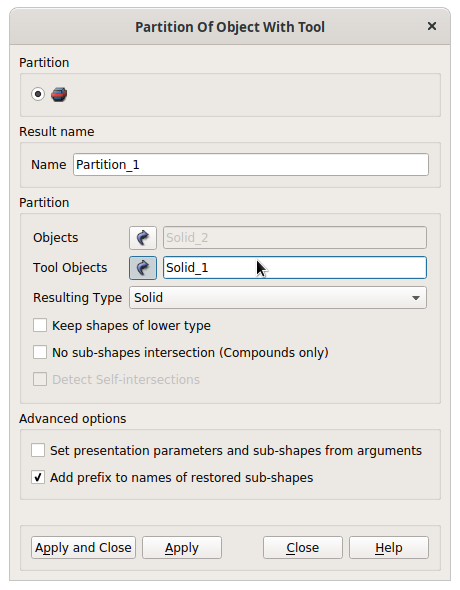 Partition Of Object With Tool
Partition
Result name
Name Partition_1
Partition
Objects Solid_2
Tool Objects Solid_1
Resulting Type Solid
Keep shapes of lower type
No sub-shapes intersection (Compounds only)
Detect Self-intersections
Advanced options
Set presentation parameters and sub-shapes from arguments
Add prefix to names of restored sub-shapes
Apply and Close Apply Close Help